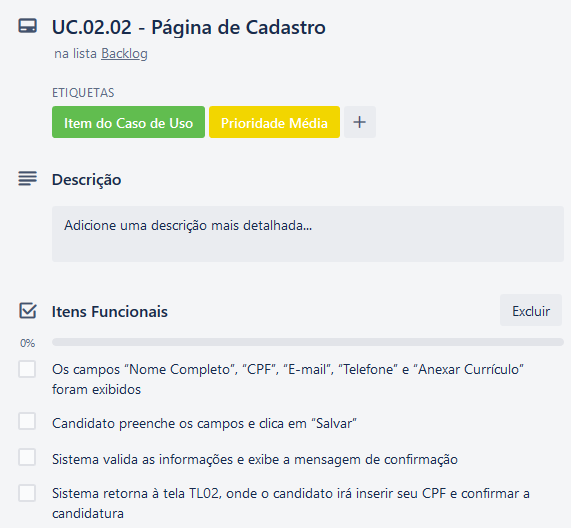 UC.02.02 - Página de Cadastro
na lista Backlog
ETIQUETAS
Item do Caso de Uso Prioridade Média +
Descrição
Adicione uma descrição mais detalhada...
Itens Funcionais Excluir
0%
Os campos “Nome Completo”, “CPF”, “E-mail”, “Telefone” e “Anexar Currículo”
foram exibidos
Candidato preenche os campos e clica em “Salvar”
Sistema valida as informações e exibe a mensagem de confirmação
Sistema retorna à tela TL02, onde o candidato irá inserir seu CPF e confirmar a
candidatura